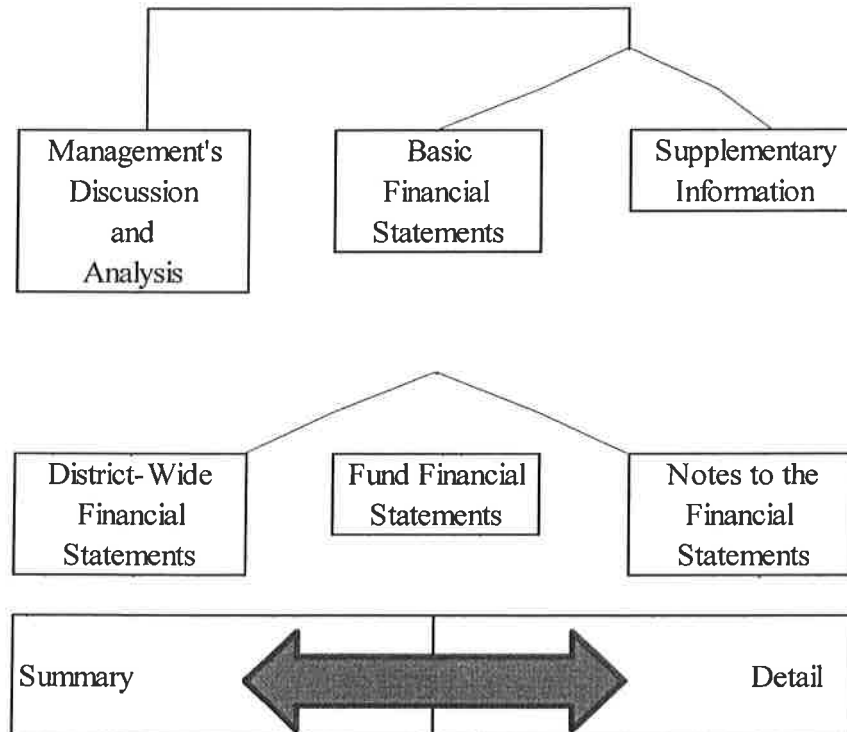 Management's
Discussion
and
Analysis
Basic
Financial
Statements
Supplementary
Information
District-Wide
Financial
Statements
Fund Financial
Statements
Notes to the
Financial
Statements
Summary
Detail